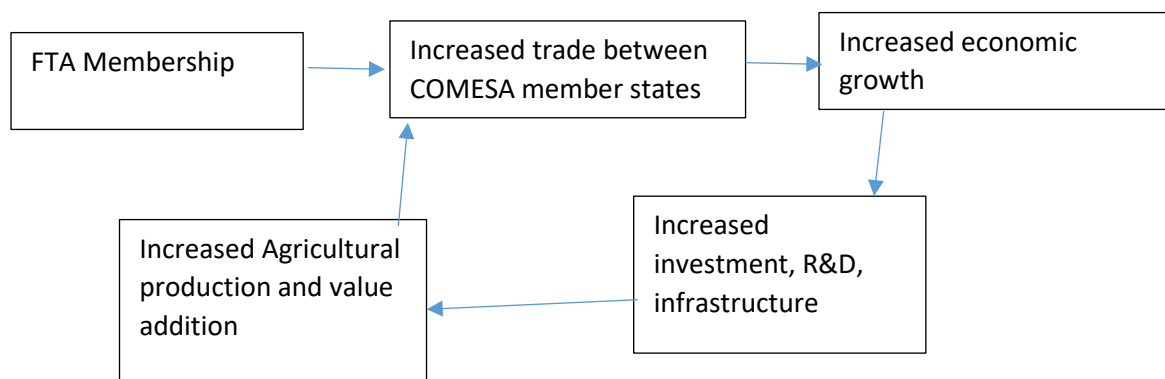 FTA Membership
Increased trade between
COMESA member states
Increased economic
growth
Increased
investment, R&D,
infrastructure
Increased Agricultural
production and value
addition